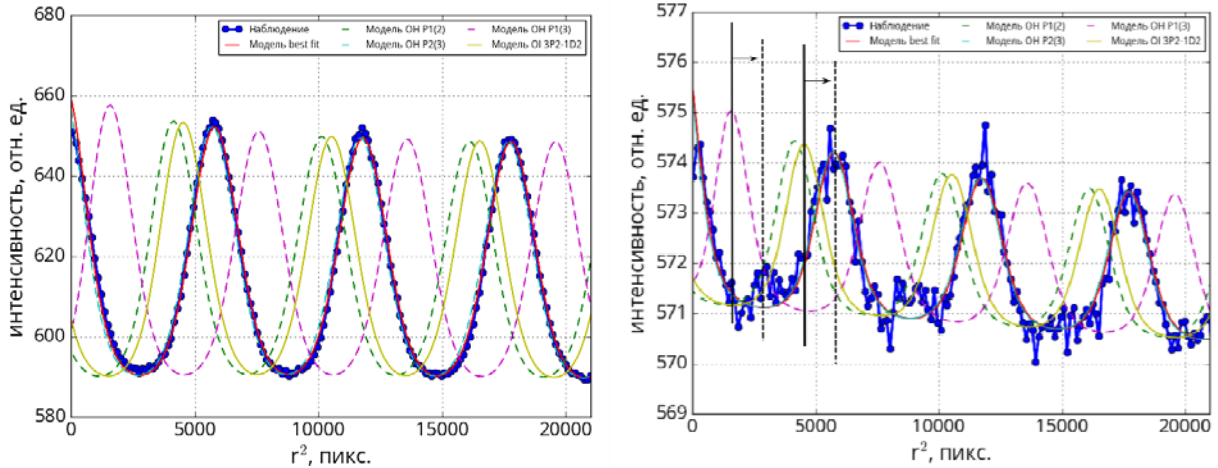 Наблюдение
Модель best fit
Модель OH P1(2)
Модель OH P2(3)
Модель OH P1(3)
Модель OI 3P2-1D2
интенсивность, отн. ед.
660
640
620
600
580
0
5000
10000
15000
20000
r², пикс.
Наблюдение
Модель best fit
Модель OH P1(2)
Модель OH P2(3)
Модель OH P1(3)
Модель OI 3P2-1D2
интенсивность, отн. ед.
577
576
575
574
573
572
571
570
569
0
5000
10000
15000
20000
r², пикс.